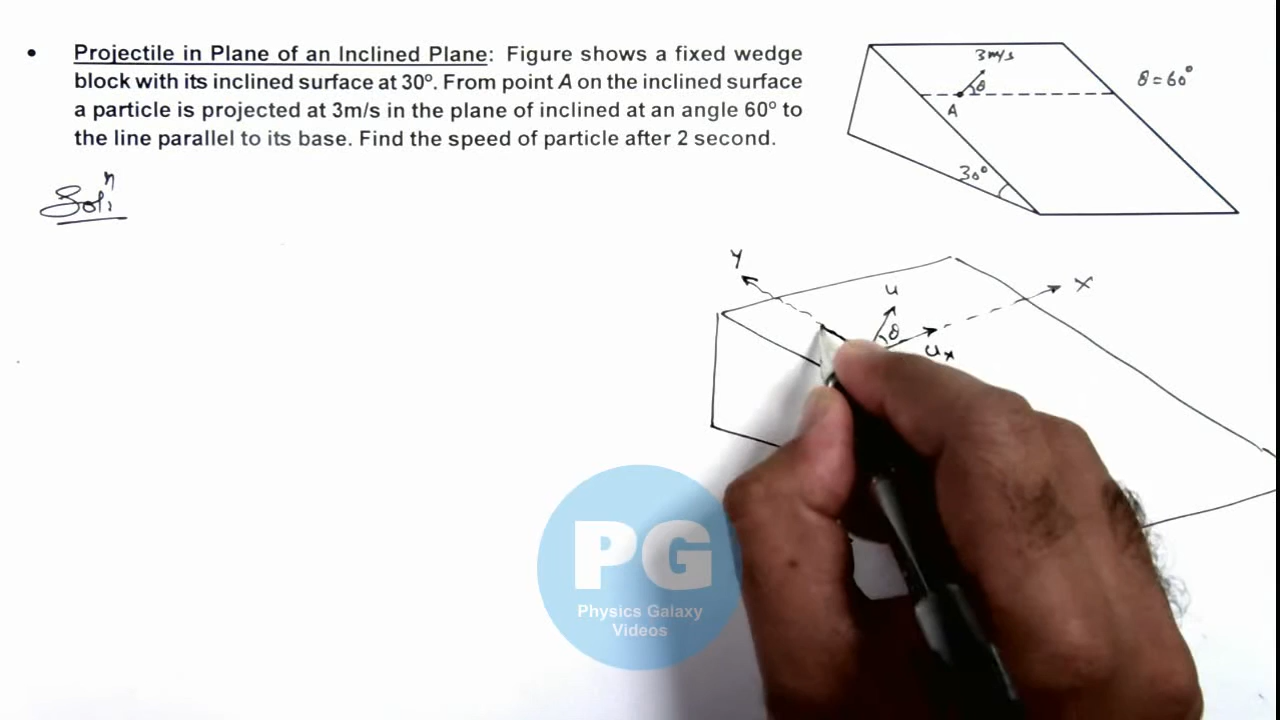 • Projectile in Plane of an Inclined Plane: Figure shows a fixed wedge
block with its inclined surface at 30º. From point A on the inclined surface
a particle is projected at 3m/s in the plane of inclined at an angle 60º to
the line parallel to its base. Find the speed of particle after 2 second.
Solⁿ
3m/s
θ
A
θ = 60°
30°
Y
u
X
θ
uₓ
PG
Physics Galaxy
Videos